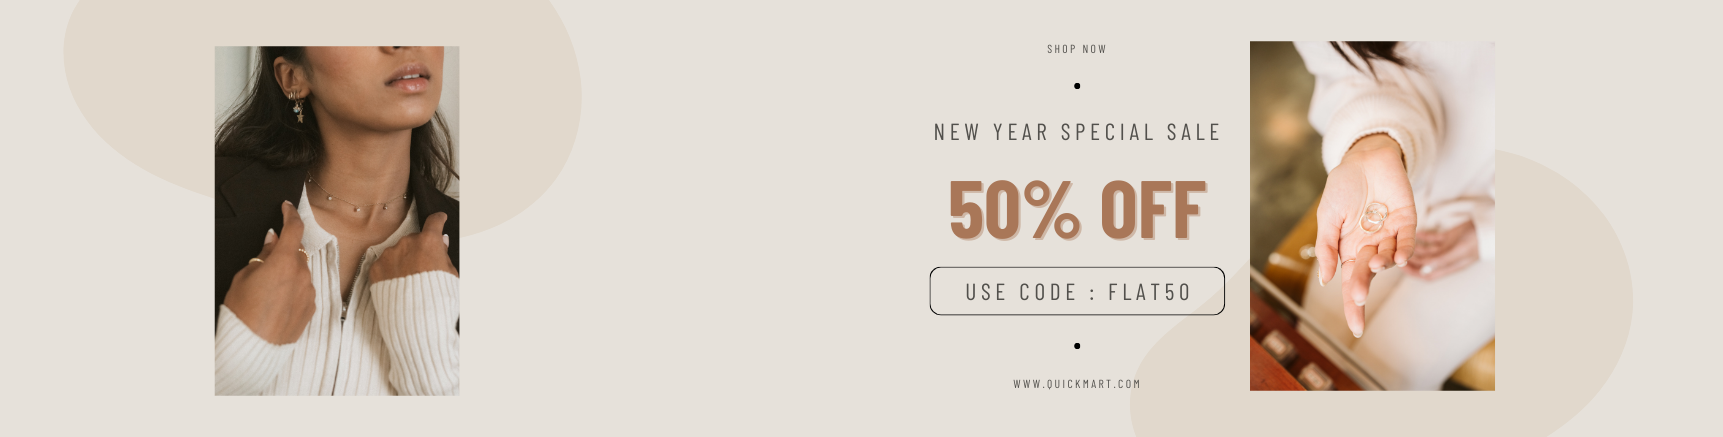 SHOP NOW
NEW YEAR SPECIAL SALE
50% OFF
USE CODE : FLAT50
WWW.QUICKMART.COM